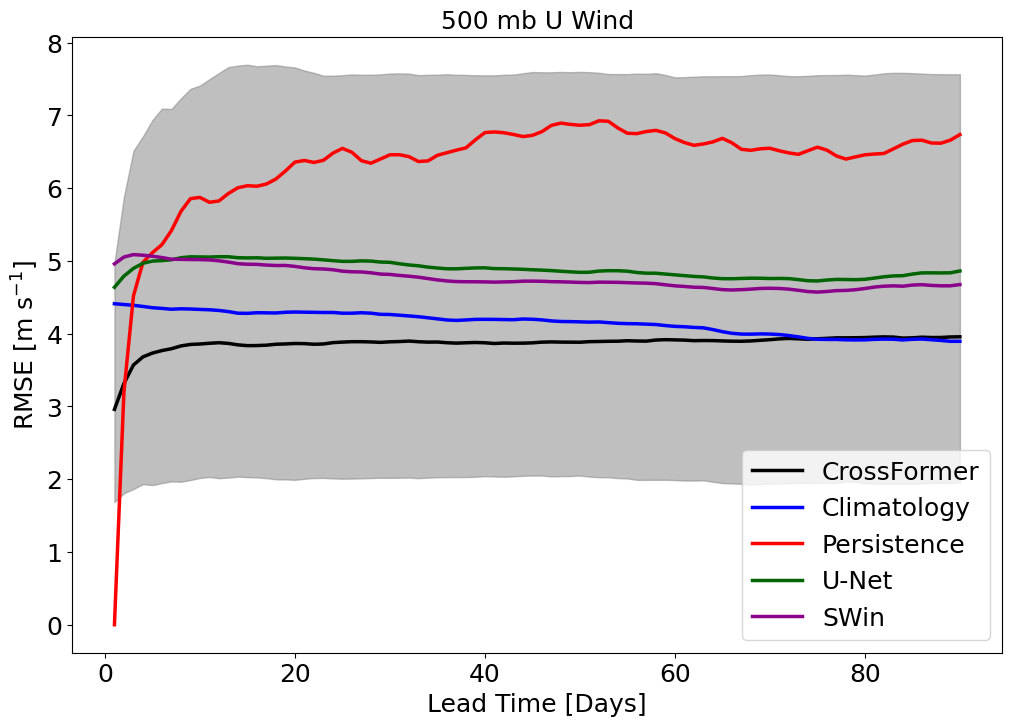 500 mb U Wind
RMSE [m s⁻¹]
8
7
6
5
4
3
2
1
0
0 20 40 60 80
Lead Time [Days]
CrossFormer
Climatology
Persistence
U-Net
SWin